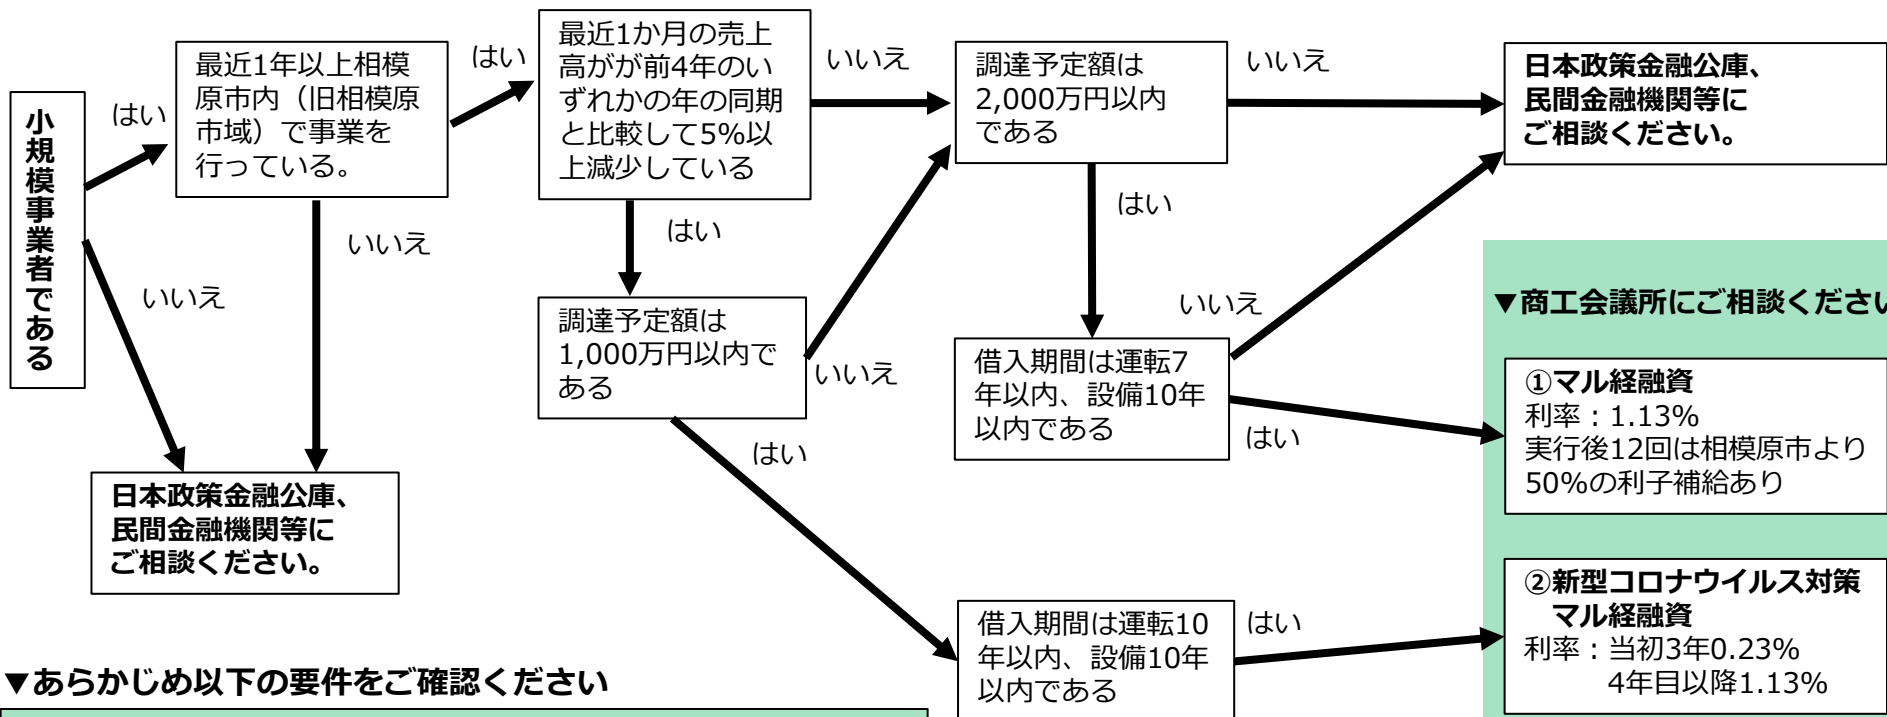 小規模事業者である
はい
いいえ
最近1年以上相模
原市内（旧相模原
市域）で事業を
行っている。
はい
いいえ
日本政策金融公庫、
民間金融機関等に
ご相談ください。
最近1か月の売上
高がが前4年のい
ずれかの年の同期
と比較して5%以
上減少している
いいえ
はい
調達予定額は
1,000万円以内で
ある
いいえ
はい
調達予定額は
2,000万円以内
である
いいえ
はい
借入期間は運転7
年以内、設備10年
以内である
いいえ
はい
借入期間は運転10
年以内、設備10年
以内である
はい
日本政策金融公庫、
民間金融機関等に
ご相談ください。
▼商工会議所にご相談くださ
①マル経融資
利率：1.13%
実行後12回は相模原市より
50%の利子補給あり
②新型コロナウイルス対策
マル経融資
利率：当初3年0.23%
4年目以降1.13%
▼あらかじめ以下の要件をご確認ください